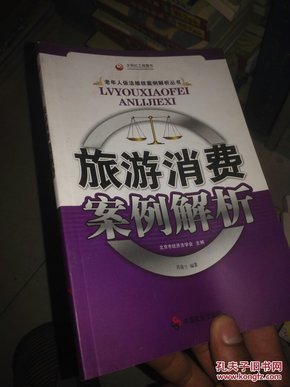 老年人依法维权案例解析丛书
LVYOUXIAOFEI
ANLIJIEXI
旅游消费
案例解析
北京市经济法学会 主编
编著
孔夫子旧书网